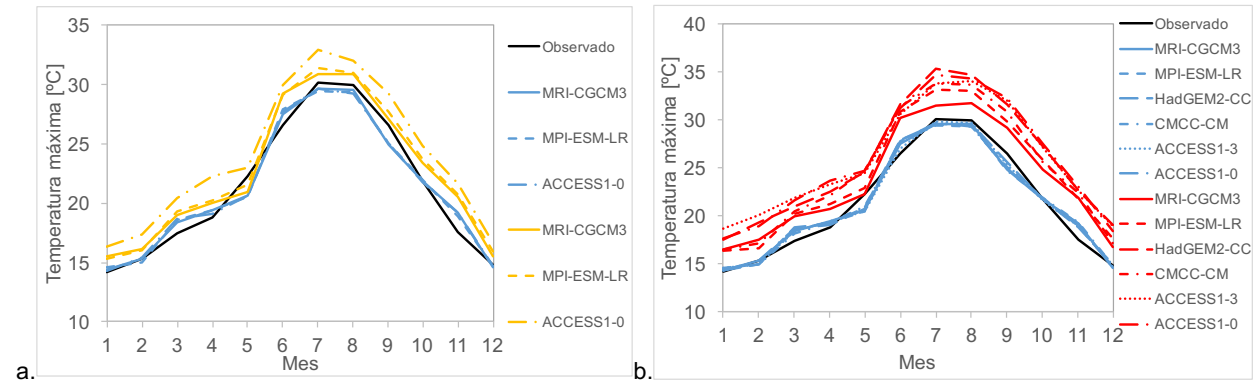 35
30
25
20
15
10
Temperatura máxima [ºC]
1 2 3 4 5 6 7 8 9 10 11 12
Mes
Observado
MRI-CGCM3
MPI-ESM-LR
ACCESS1-0
MRI-CGCM3
MPI-ESM-LR
ACCESS1-0
a.
40
35
30
25
20
15
10
Temperatura máxima [ºC]
1 2 3 4 5 6 7 8 9 10 11 12
Mes
Observado
MRI-CGCM3
MPI-ESM-LR
HadGEM2-CC
CMCC-CM
ACCESS1-3
ACCESS1-0
MRI-CGCM3
MPI-ESM-LR
HadGEM2-CC
CMCC-CM
ACCESS1-3
ACCESS1-0
b.